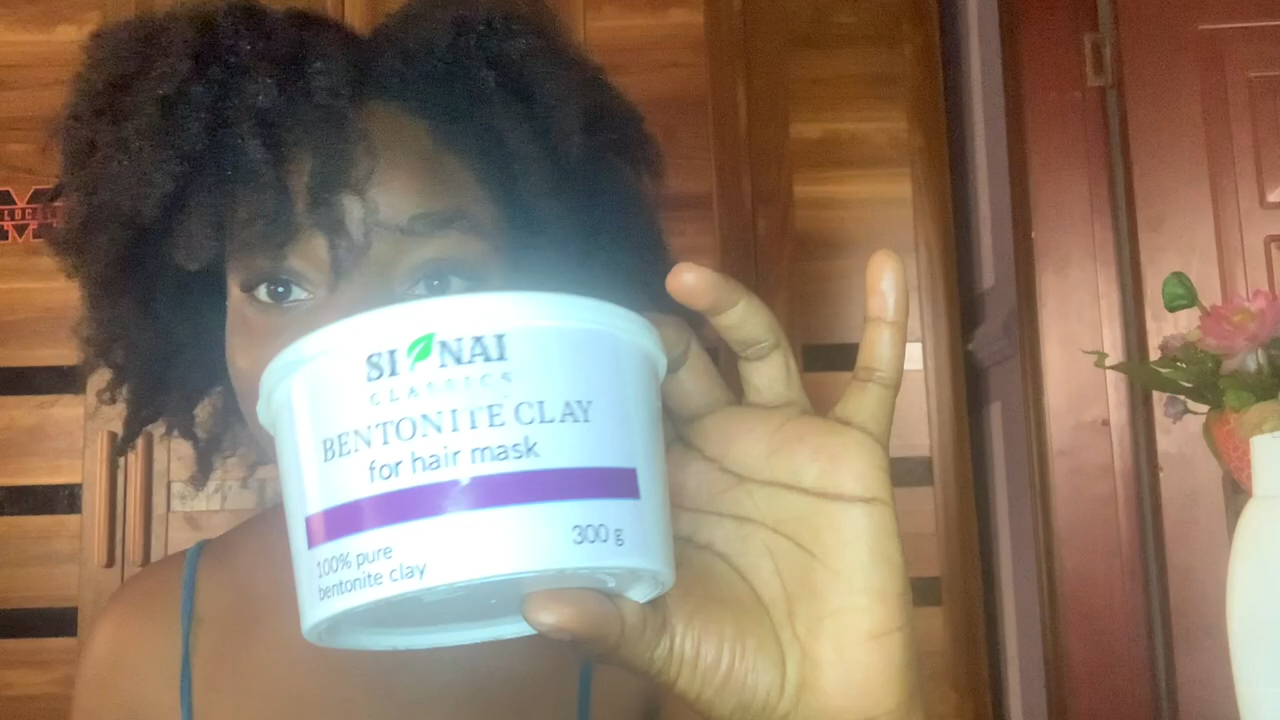 SI NAI
CLASSICS
BENTONITE CLAY
for hair mask
300 g
100% pure
bentonite clay